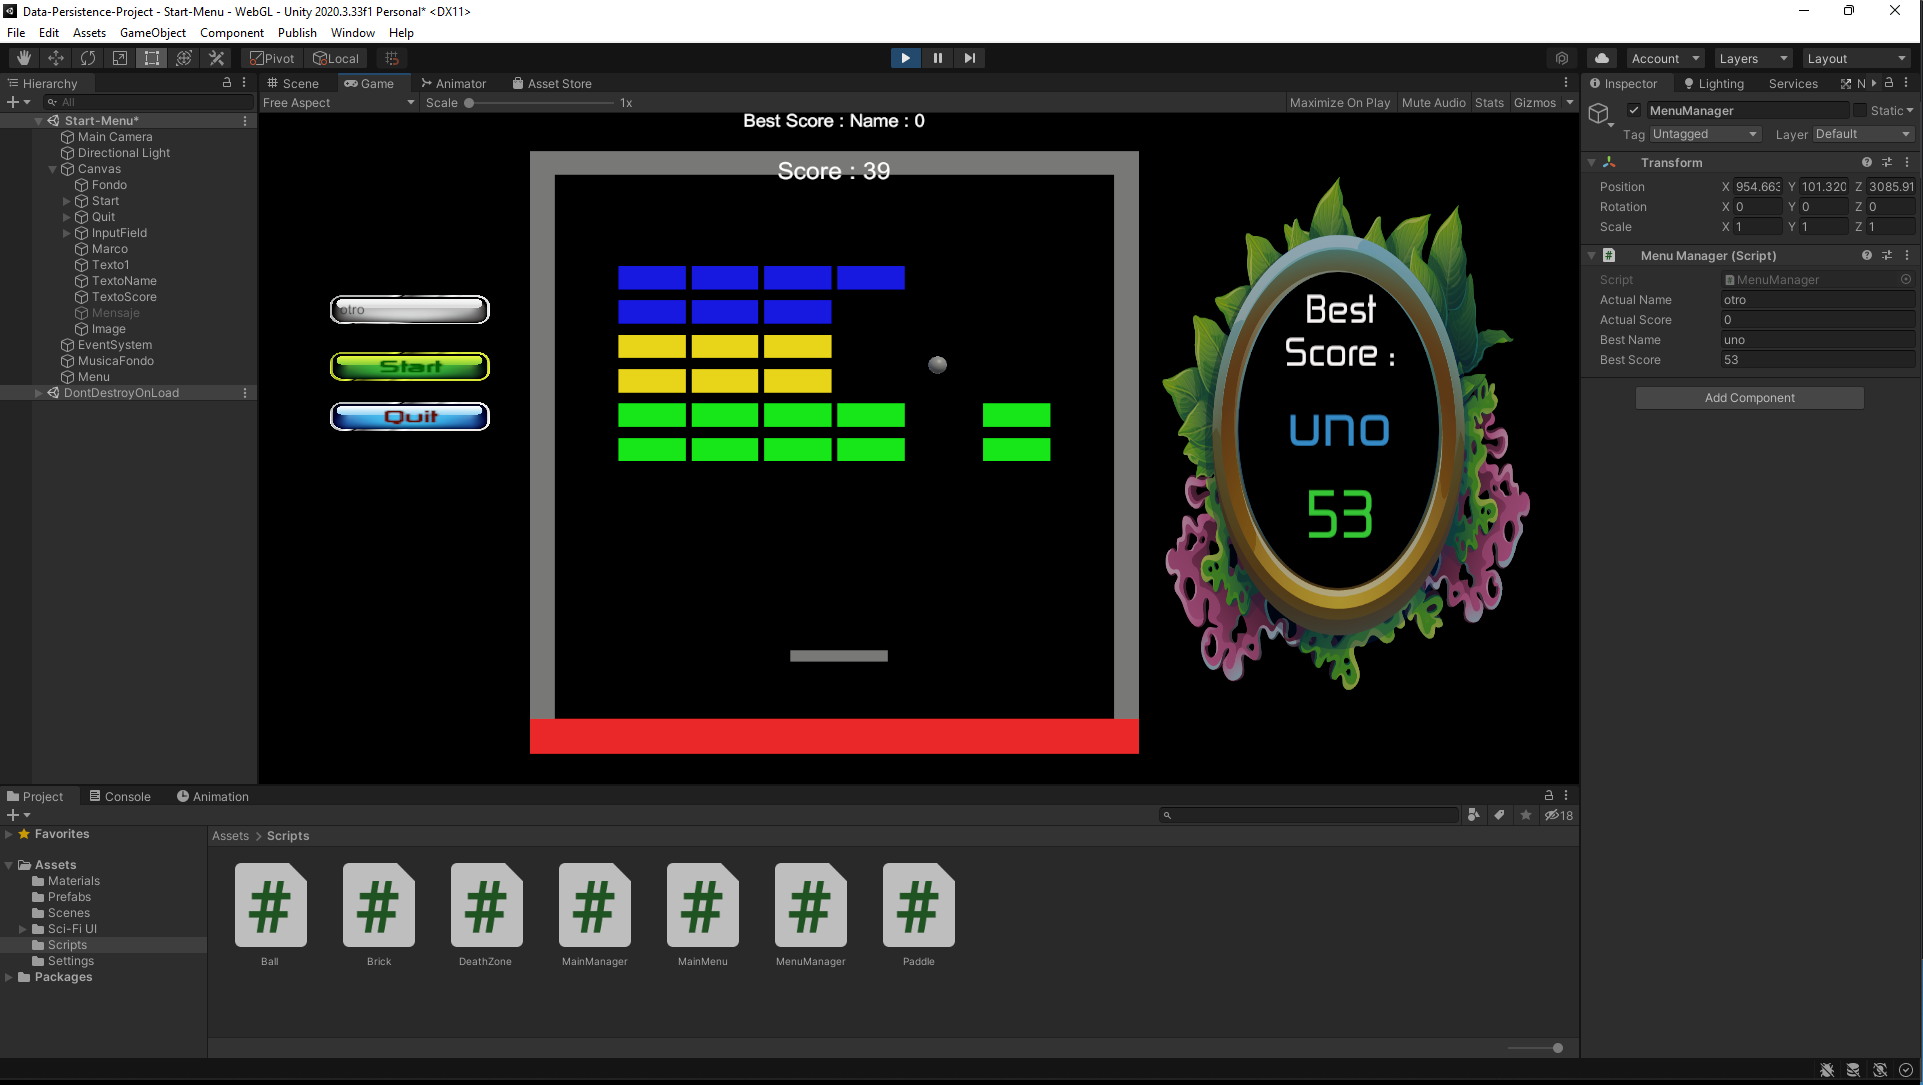 Data-Persistence-Project - Start-Menu - WebGL - Unity 2020.3.33f1 Personal* <DX11>
File Edit Assets GameObject Component Publish Window Help
Pivot Local Account Layers Layout
Hierarchy
All
Start-Menu*
Main Camera
Directional Light
Canvas
Fondo
Start
Quit
InputField
Marco
Texto1
TextoName
TextoScore
Mensaje
Image
EventSystem
MusicaFondo
Menu
DontDestroyOnLoad
Scene Game Animator Asset Store
Free Aspect Scale 1x Maximize On Play Mute Audio Stats Gizmos
Best Score : Name : 0
Score : 39
otro
Start
Quit
Best
Score :
uno
53
Inspector Lighting Services N
MenuManager Static
Tag Untagged Layer Default
Transform
Position X 954.663 Y 101.320 Z 3085.91
Rotation X 0 Y 0 Z 0
Scale X 1 Y 1 Z 1
# Menu Manager (Script)
Script MenuManager
Actual Name otro
Actual Score 0
Best Name uno
Best Score 53
Add Component
Project Console Animation
18
Favorites
Assets
Materials
Prefabs
Scenes
Sci-Fi UI
Scripts
Settings
Packages
Assets > Scripts
# # # # # # #
Ball Brick DeathZone MainManager MainMenu MenuManager Paddle